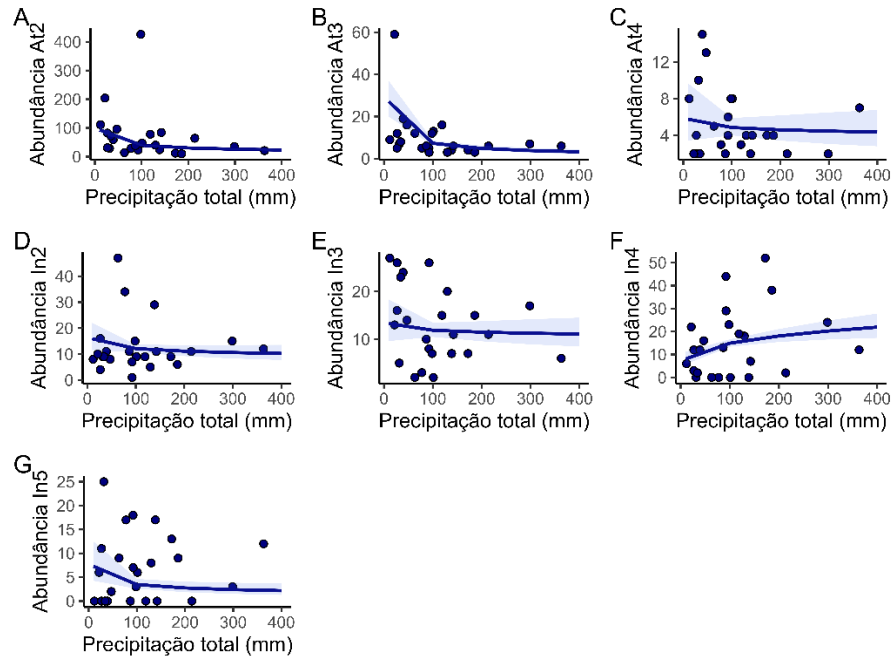 A
Abundância At2
400
300
200
100
0
0 100 200 300 400
Precipitação total (mm)
B
Abundância At3
60
40
20
0
0 100 200 300 400
Precipitação total (mm)
C
Abundância At4
12
8
4
0 100 200 300 400
Precipitação total (mm)
D
Abundância In2
40
30
20
10
0
0 100 200 300 400
Precipitação total (mm)
E
Abundância In3
20
10
0 100 200 300 400
Precipitação total (mm)
F
Abundância In4
50
40
30
20
10
0
0 100 200 300 400
Precipitação total (mm)
G
Abundância In5
25
20
15
10
5
0
0 100 200 300 400
Precipitação total (mm)